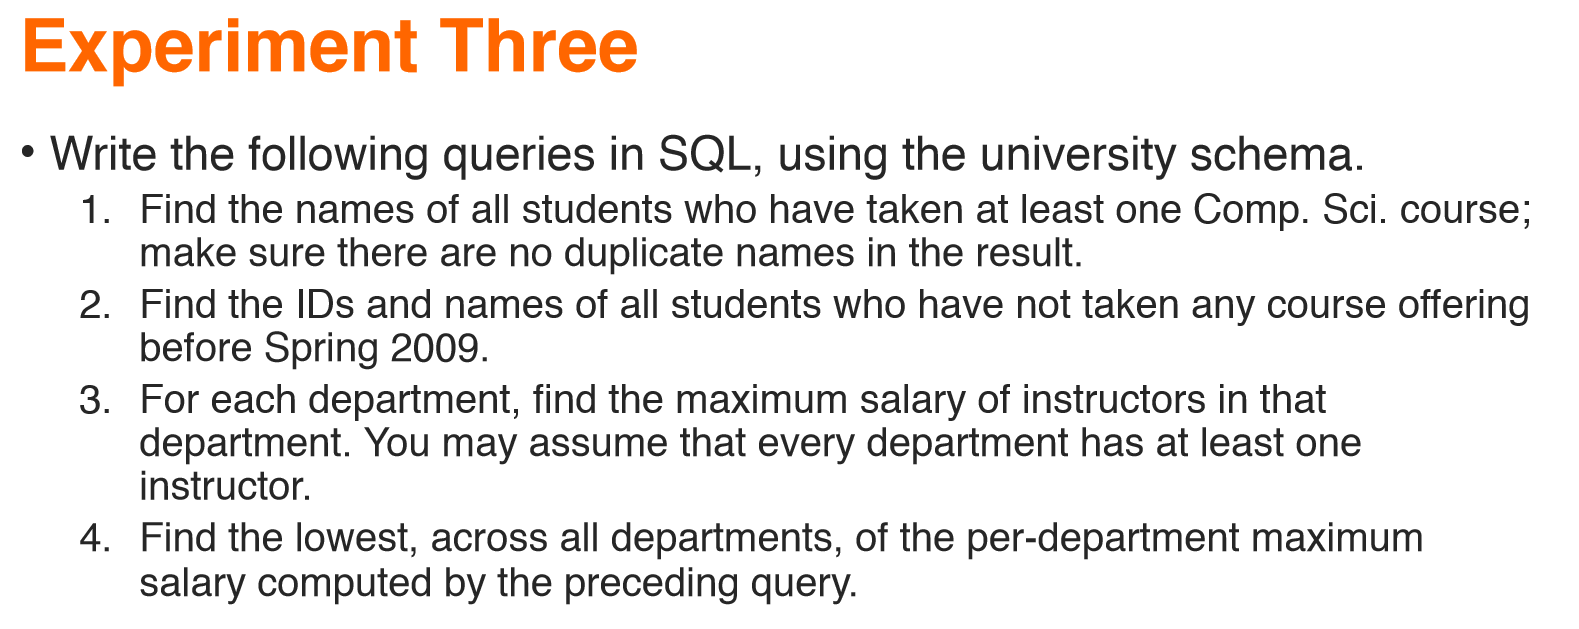 Experiment Three
• Write the following queries in SQL, using the university schema.
1. Find the names of all students who have taken at least one Comp. Sci. course;
make sure there are no duplicate names in the result.
2. Find the IDs and names of all students who have not taken any course offering
before Spring 2009.
3. For each department, find the maximum salary of instructors in that
department. You may assume that every department has at least one
instructor.
4. Find the lowest, across all departments, of the per-department maximum
salary computed by the preceding query.